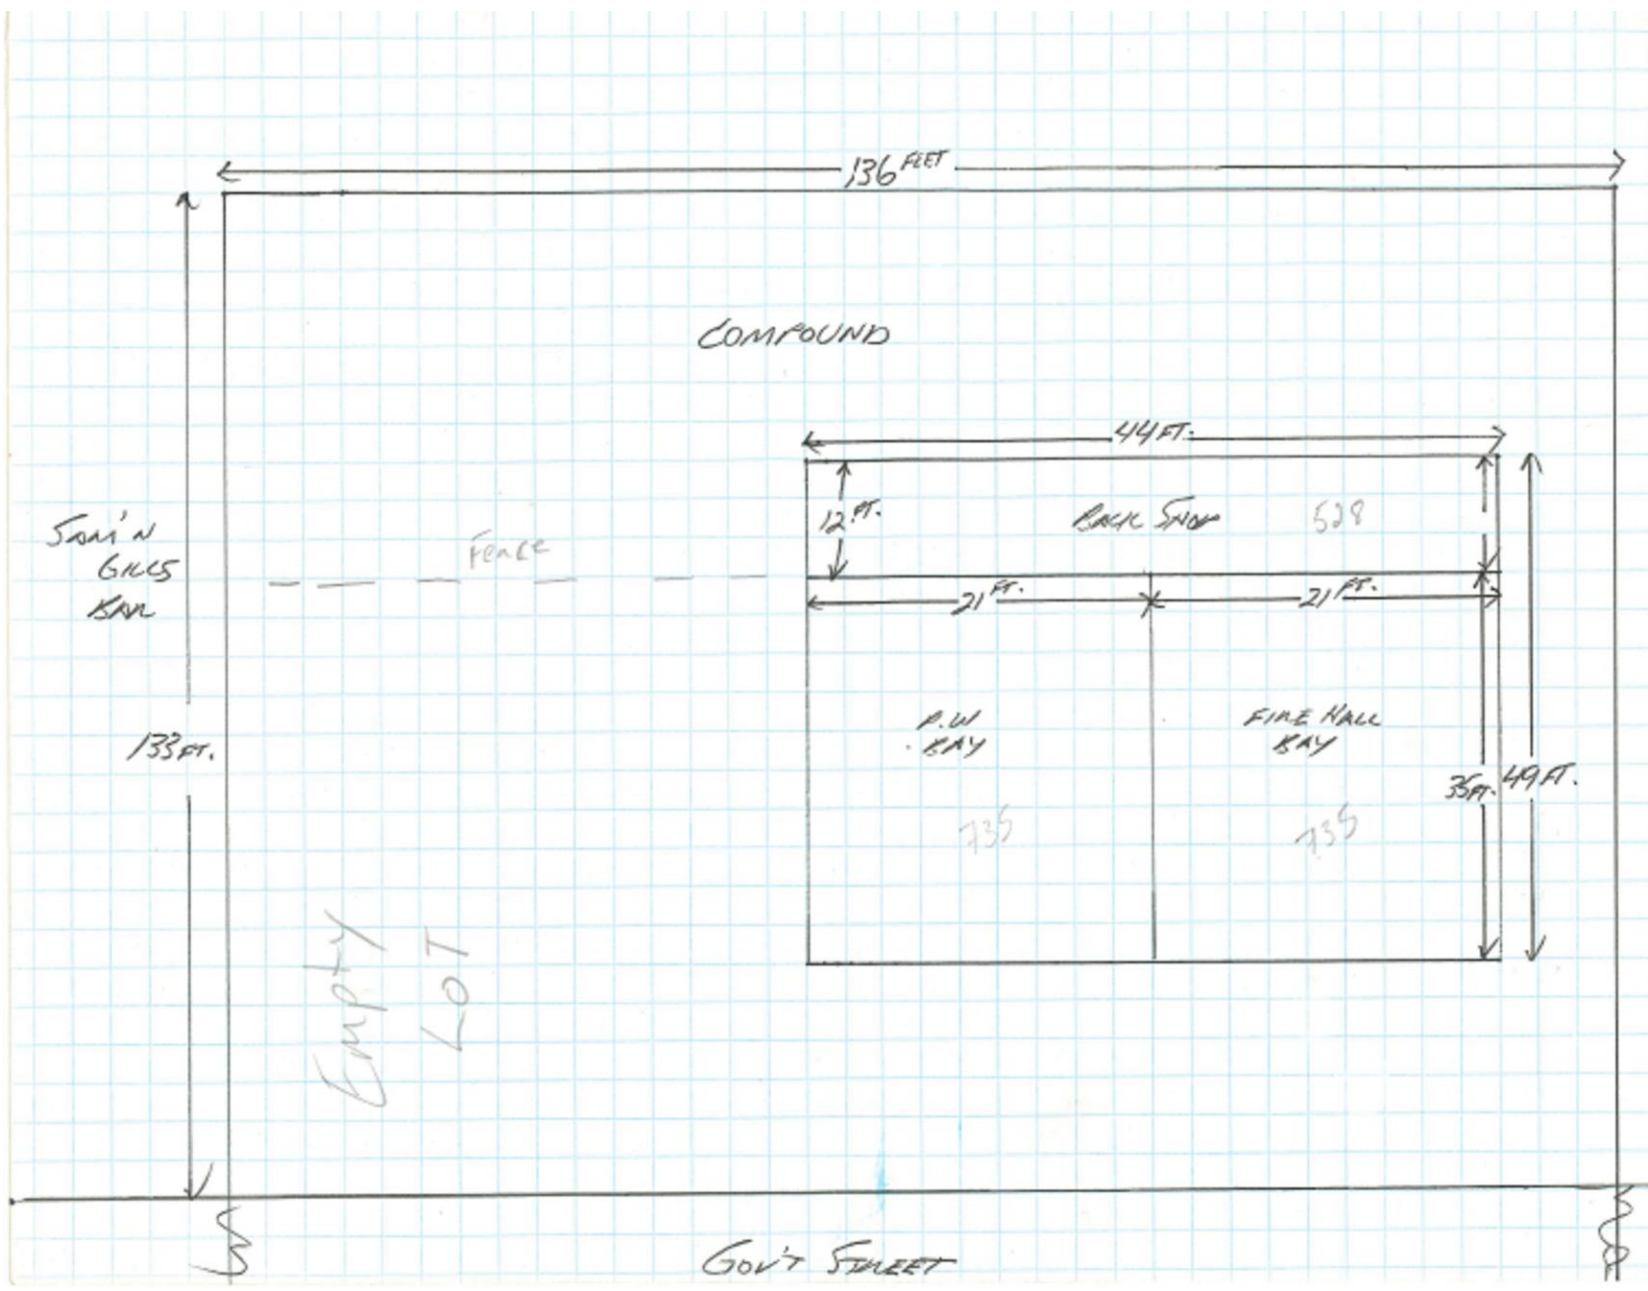 136 FEET
COMPOUND
44 FT.
12 FT.
BACK SHOP 528
SAM'N
GILLS
BAR
Fence
21 FT. 21 FT.
P.W
BAY
FIRE HALL
BAY
133 FT.
35 FT. 49 FT.
735 735
Empty
LOT
GOV'T STREET